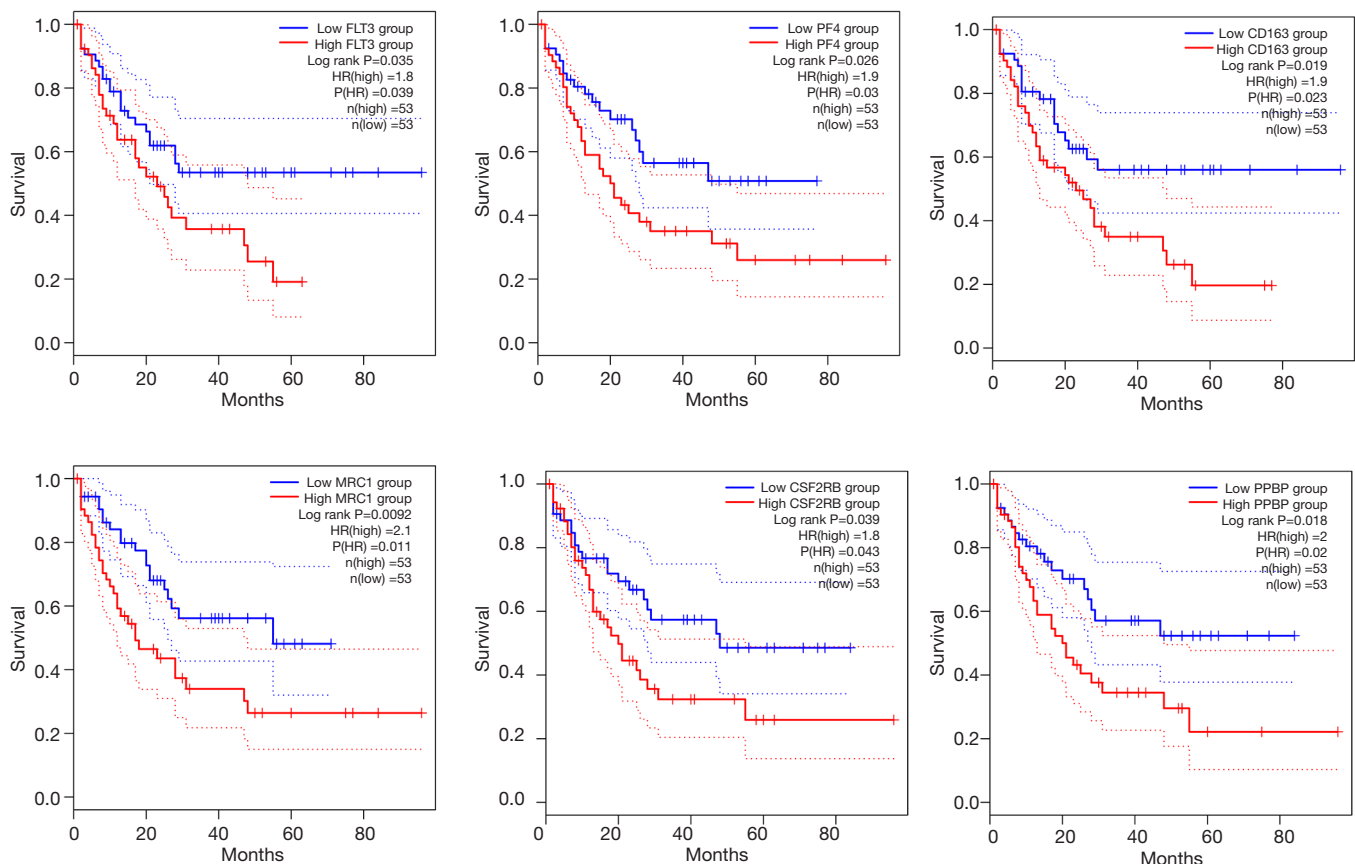 Low FLT3 group
High FLT3 group
Log rank P=0.035
HR(high) =1.8
P(HR) =0.039
n(high) =53
n(low) =53
1.0
0.8
0.6
0.4
0.2
0.0
Survival
0 20 40 60 80
Months
Low PF4 group
High PF4 group
Log rank P=0.026
HR(high) =1.9
P(HR) =0.03
n(high) =53
n(low) =53
1.0
0.8
0.6
0.4
0.2
0.0
Survival
0 20 40 60 80
Months
Low CD163 group
High CD163 group
Log rank P=0.019
HR(high) =1.9
P(HR) =0.023
n(high) =53
n(low) =53
1.0
0.8
0.6
0.4
0.2
0.0
Survival
0 20 40 60 80
Months
Low MRC1 group
High MRC1 group
Log rank P=0.0092
HR(high) =2.1
P(HR) =0.011
n(high) =53
n(low) =53
1.0
0.8
0.6
0.4
0.2
0.0
Survival
0 20 40 60 80
Months
Low CSF2RB group
High CSF2RB group
Log rank P=0.039
HR(high) =1.8
P(HR) =0.043
n(high) =53
n(low) =53
1.0
0.8
0.6
0.4
0.2
0.0
Survival
0 20 40 60 80
Months
Low PPBP group
High PPBP group
Log rank P=0.018
HR(high) =2
P(HR) =0.02
n(high) =53
n(low) =53
1.0
0.8
0.6
0.4
0.2
0.0
Survival
0 20 40 60 80
Months